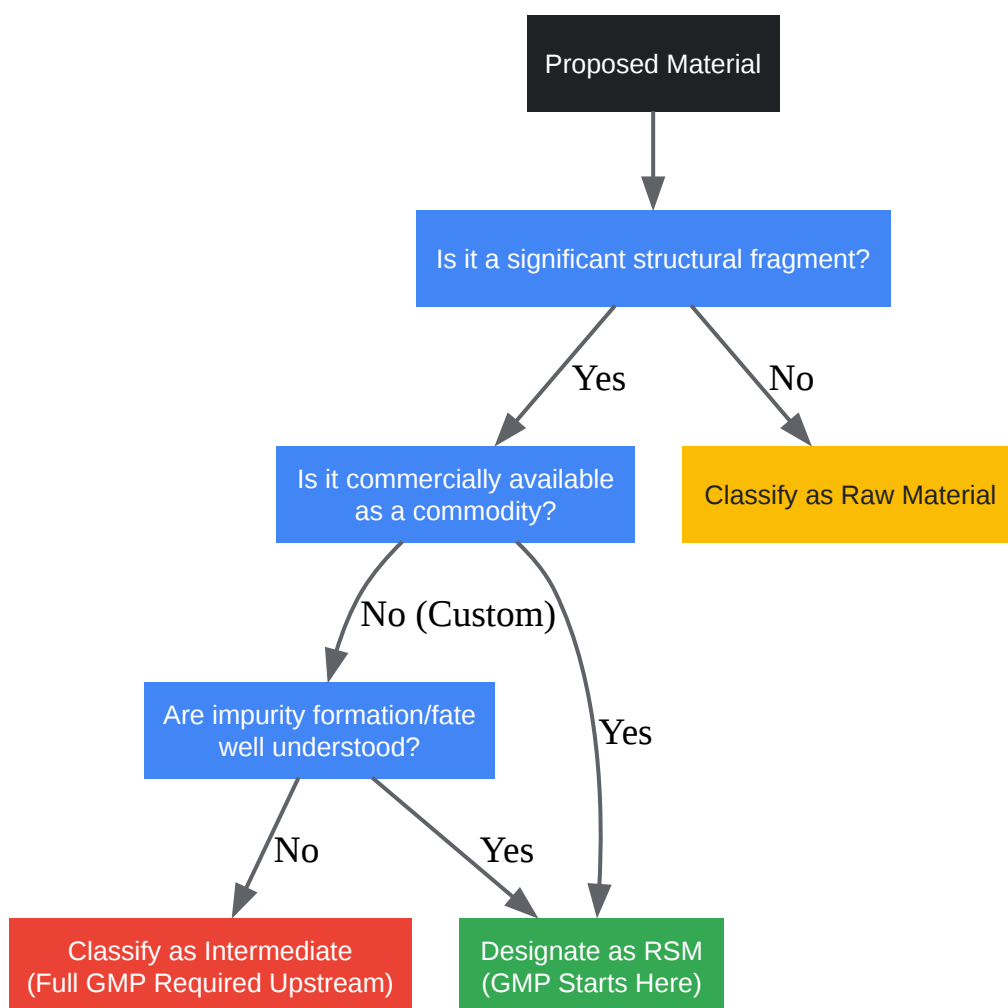 Proposed Material
Is it a significant structural fragment?
Yes
No
Is it commercially available
as a commodity?
Classify as Raw Material
No (Custom)
Are impurity formation/fate
well understood?
Yes
No
Yes
Classify as Intermediate
(Full GMP Required Upstream)
Designate as RSM
(GMP Starts Here)